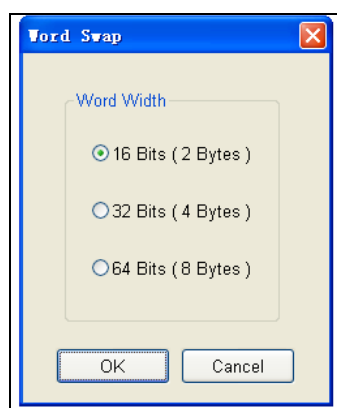 Word Swap
Word Width
16 Bits ( 2 Bytes )
32 Bits ( 4 Bytes )
64 Bits ( 8 Bytes )
OK Cancel